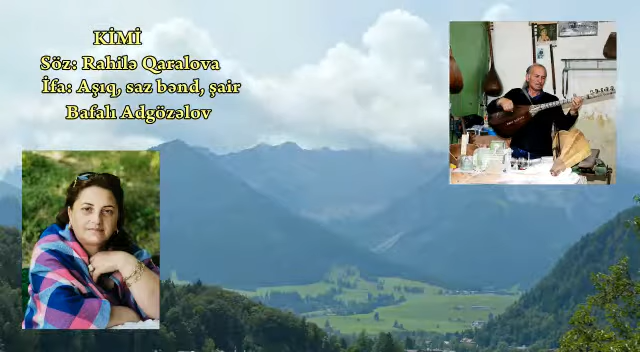 KİMİ
Söz: Rahilə Qaralova
İfa: Aşıq, saz bənd, şair
Bafalı Adgözəlov